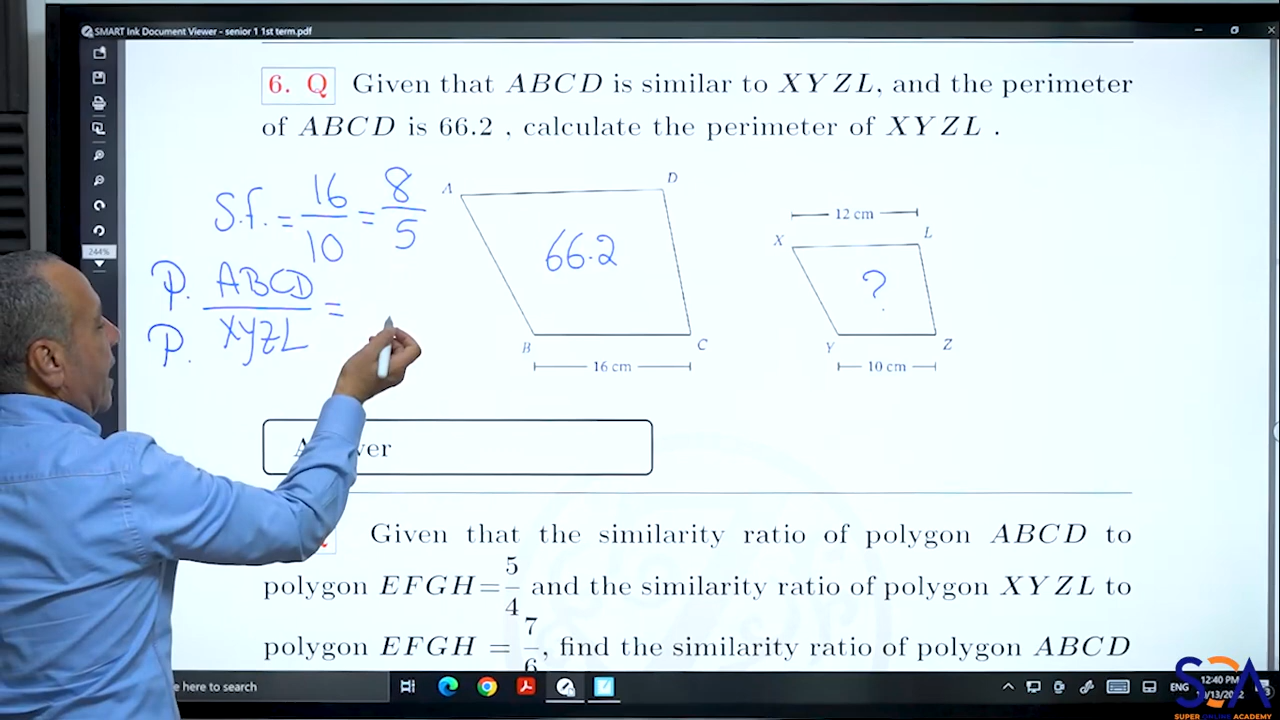 SMART Ink Document Viewer - senior 1 1st term.pdf
6. Q Given that ABCD is similar to XYZL, and the perimeter
of ABCD is 66.2 , calculate the perimeter of XYZL .
S.f. = 16/10 = 8/5
P. ABCD
P. XYZL =
A D
66.2
B C
16 cm
12 cm
X L
?
Y Z
10 cm
244%
Given that the similarity ratio of polygon ABCD to
polygon EFGH = 5/4 and the similarity ratio of polygon XYZL to
polygon EFGH = 7/6, find the similarity ratio of polygon ABCD
here to search
ENG
12:40 PM
SOA
SUPER ONLINE ACADEMY